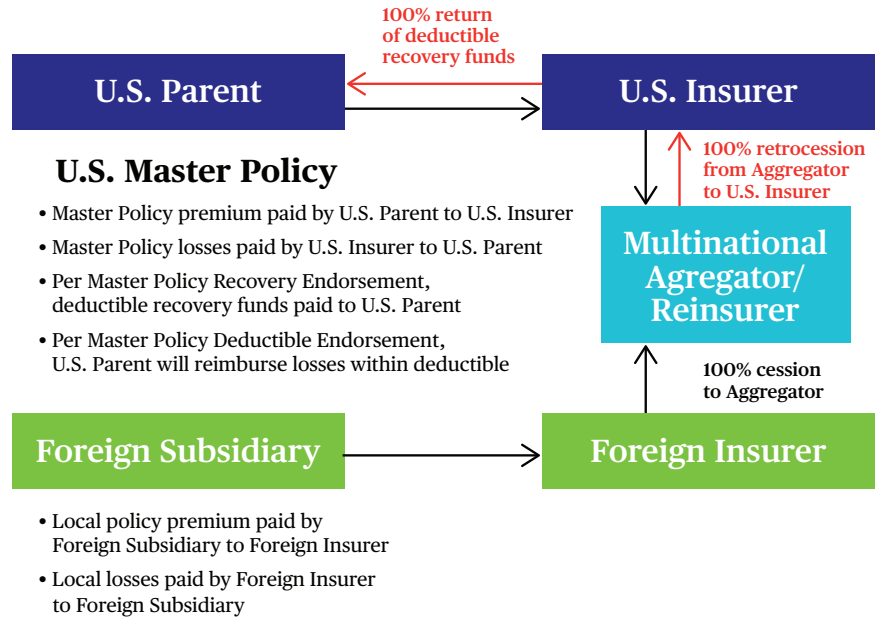 100% return
of deductible
recovery funds
U.S. Parent
U.S. Insurer
U.S. Master Policy
• Master Policy premium paid by U.S. Parent to U.S. Insurer
• Master Policy losses paid by U.S. Insurer to U.S. Parent
• Per Master Policy Recovery Endorsement,
deductible recovery funds paid to U.S. Parent
• Per Master Policy Deductible Endorsement,
U.S. Parent will reimburse losses within deductible
100% retrocession
from Aggregator
to U.S. Insurer
Multinational
Agregator/
Reinsurer
100% cession
to Aggregator
Foreign Subsidiary
Foreign Insurer
• Local policy premium paid by
Foreign Subsidiary to Foreign Insurer
• Local losses paid by Foreign Insurer
to Foreign Subsidiary